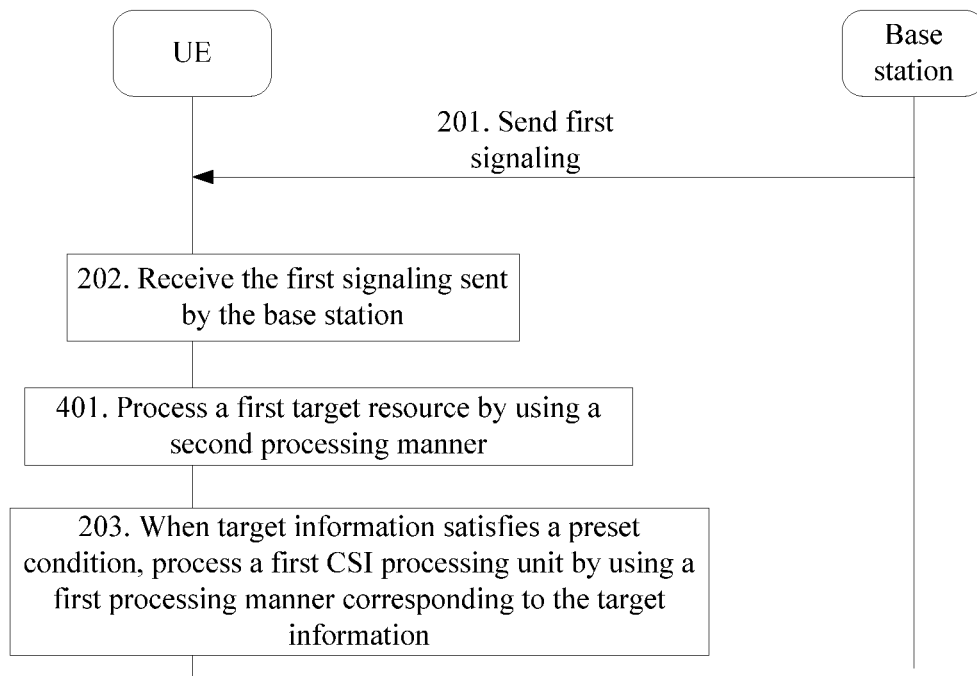 UE
Base
station
201. Send first
signaling
202. Receive the first signaling sent
by the base station
401. Process a first target resource by using a
second processing manner
203. When target information satisfies a preset
condition, process a first CSI processing unit by using a
first processing manner corresponding to the target
information